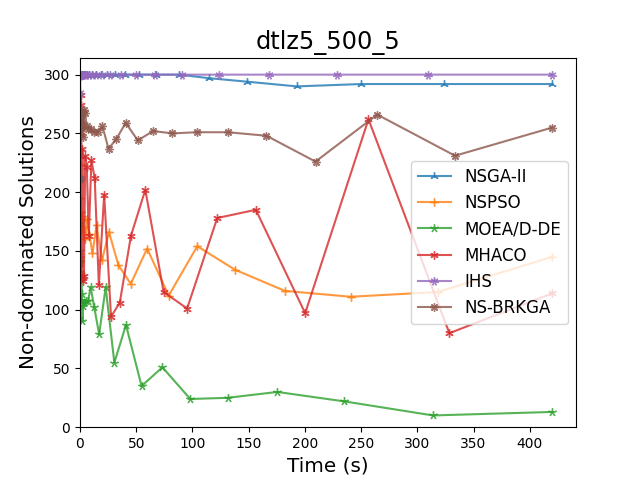 dtlz5_500_5
Non-dominated Solutions
300
250
200
150
100
50
0
NSGA-II
NSPSO
MOEA/D-DE
MHACO
IHS
NS-BRKGA
0 50 100 150 200 250 300 350 400
Time (s)